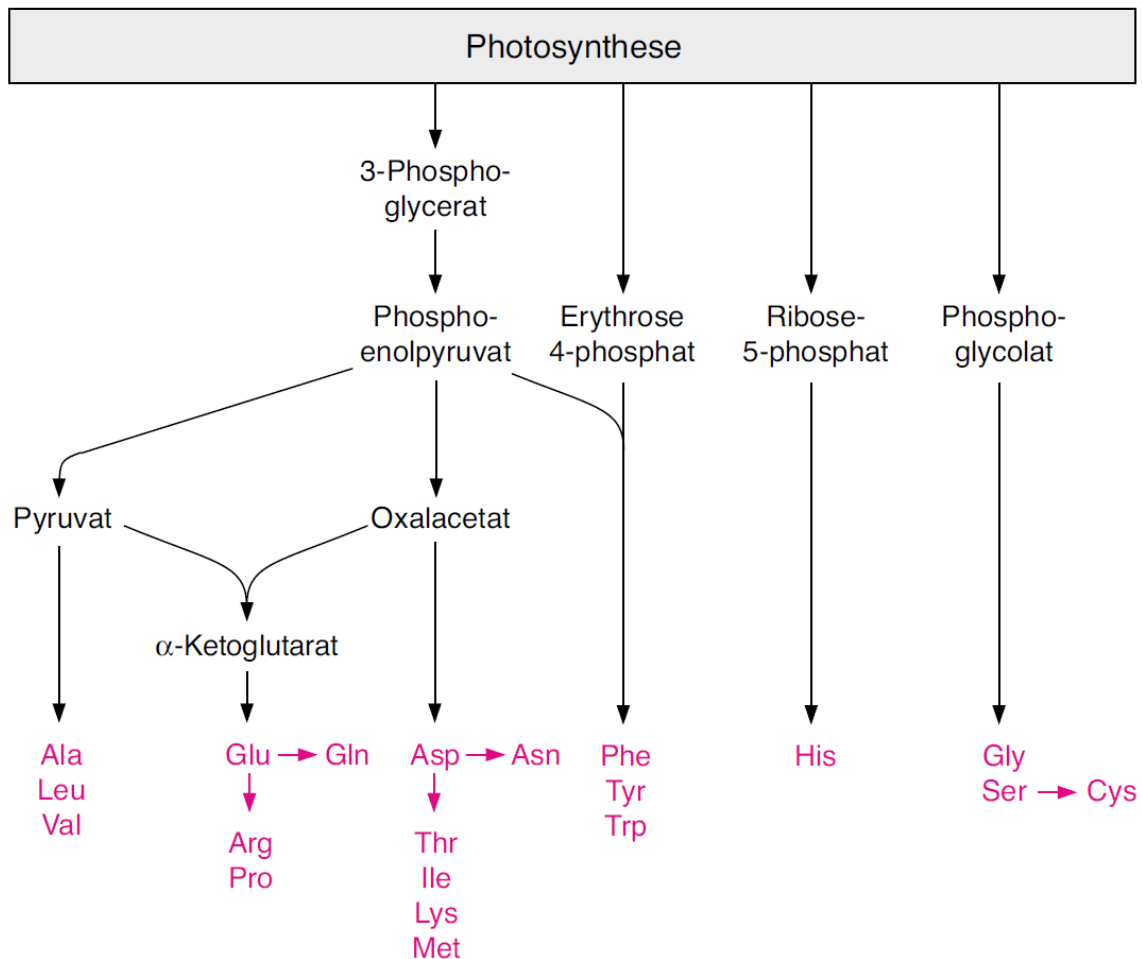 Photosynthese
3-Phospho-
glycerat
Phospho-
enolpyruvat
Erythrose
4-phosphat
Ribose-
5-phosphat
Phospho-
glycolat
Pyruvat
Oxalacetat
α-Ketoglutarat
Ala
Leu
Val
Glu → Gln
Arg
Pro
Asp → Asn
Thr
Ile
Lys
Met
Phe
Tyr
Trp
His
Gly
Ser → Cys